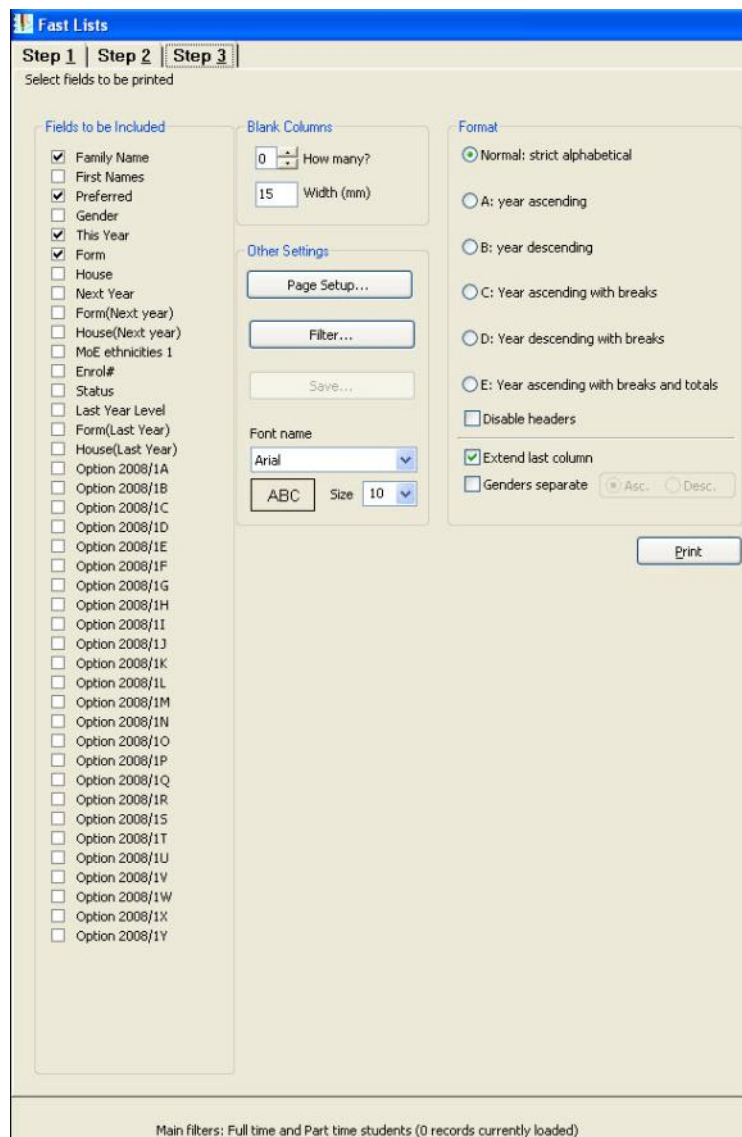 Fast Lists
Step 1 | Step 2 | Step 3
Select fields to be printed
Fields to be Included
Family Name
First Names
Preferred
Gender
This Year
Form
House
Next Year
Form(Next year)
House(Next year)
MoE ethnicities 1
Enrol#
Status
Last Year Level
Form(Last Year)
House(Last Year)
Option 2008/1A
Option 2008/1B
Option 2008/1C
Option 2008/1D
Option 2008/1E
Option 2008/1F
Option 2008/1G
Option 2008/1H
Option 2008/1I
Option 2008/1J
Option 2008/1K
Option 2008/1L
Option 2008/1M
Option 2008/1N
Option 2008/1O
Option 2008/1P
Option 2008/1Q
Option 2008/1R
Option 2008/1S
Option 2008/1T
Option 2008/1U
Option 2008/1V
Option 2008/1W
Option 2008/1X
Option 2008/1Y
Blank Columns
0 How many?
15 Width (mm)
Other Settings
Page Setup...
Filter...
Save...
Font name
Arial
ABC Size 10
Format
Normal: strict alphabetical
A: year ascending
B: year descending
C: Year ascending with breaks
D: Year descending with breaks
E: Year ascending with breaks and totals
Disable headers
Extend last column
Genders separate Asc. Desc.
Print
Main filters: Full time and Part time students (0 records currently loaded)